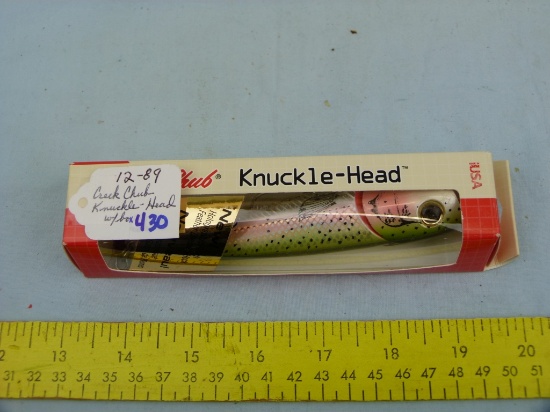 12-89
Creek Chub
Knuckle-Head
w/box 430
Chub® Knuckle-Head™
USA
Ne
2 13 14 15 16 17 18 19 20
31 32 33 34 35 36 37 38 39 40 41 42 43 44 45 46 47 48 49 50 51